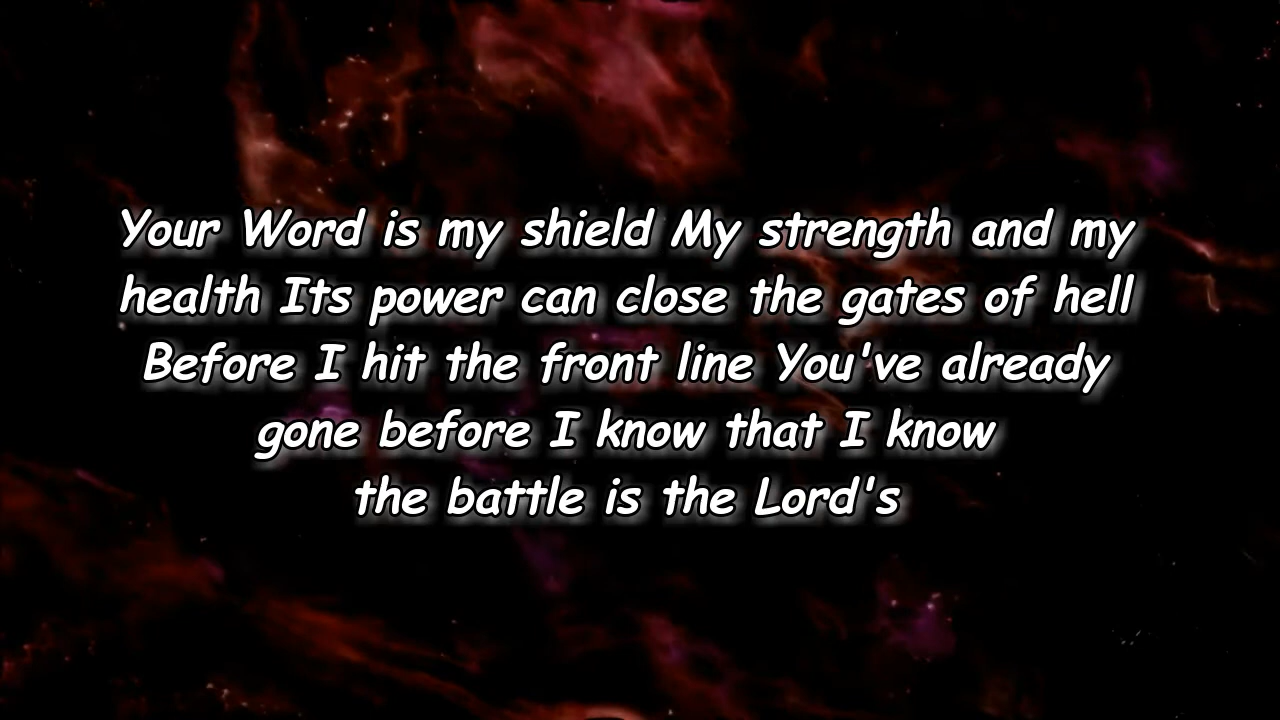 Your Word is my shield My strength and my
health Its power can close the gates of hell
Before I hit the front line You've already
gone before I know that I know
the battle is the Lord's